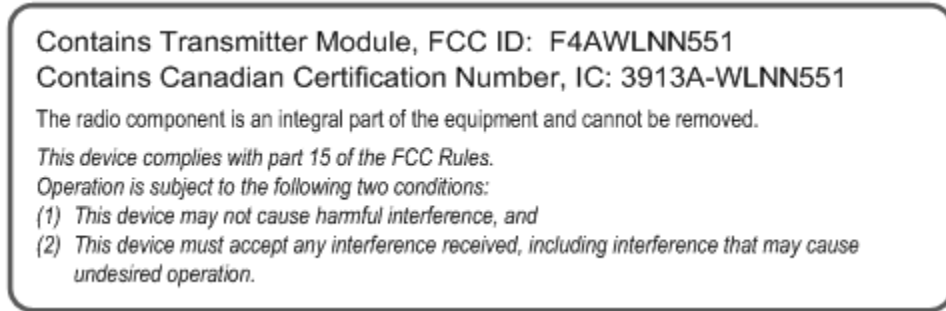 Contains Transmitter Module, FCC ID: F4AWLNN551
Contains Canadian Certification Number, IC: 3913A-WLNN551
The radio component is an integral part of the equipment and cannot be removed.
This device complies with part 15 of the FCC Rules.
Operation is subject to the following two conditions:
(1) This device may not cause harmful interference, and
(2) This device must accept any interference received, including interference that may cause
undesired operation.